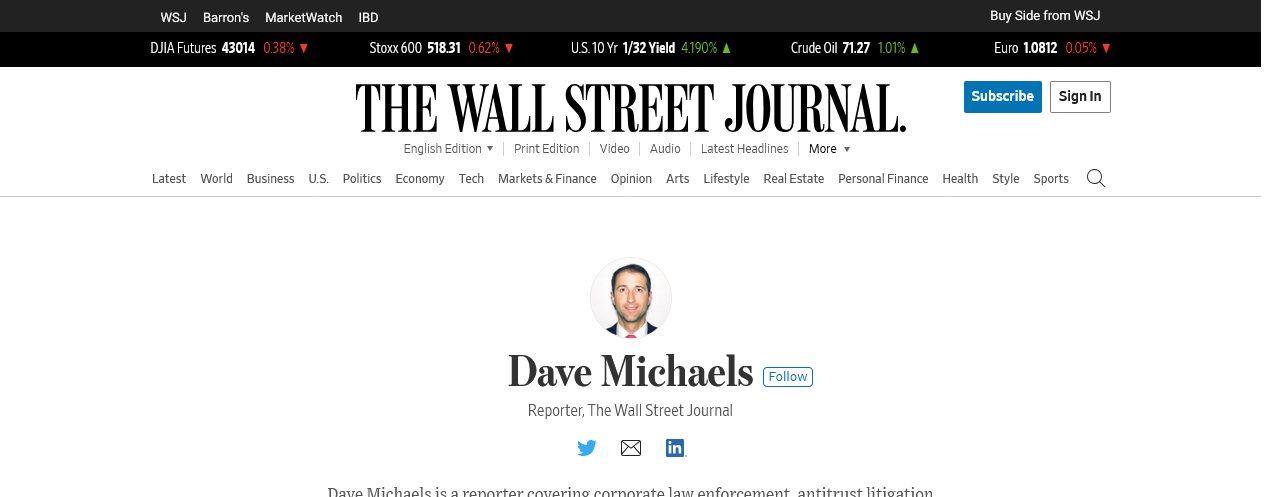 WSJ Barron's MarketWatch IBD Buy Side from WSJ
DJIA Futures 43014 0.38% Stoxx 600 518.31 0.62% U.S. 10 Yr 1/32 Yield 4.190% Crude Oil 71.27 1.01% Euro 1.0812 0.05%
THE WALL STREET JOURNAL.
Subscribe Sign In
English Edition Print Edition Video Audio Latest Headlines More
Latest World Business U.S. Politics Economy Tech Markets & Finance Opinion Arts Lifestyle Real Estate Personal Finance Health Style Sports
Dave Michaels Follow
Reporter, The Wall Street Journal
in
Dave Michaels is a reporter covering corporate law enforcement, antitrust litigation